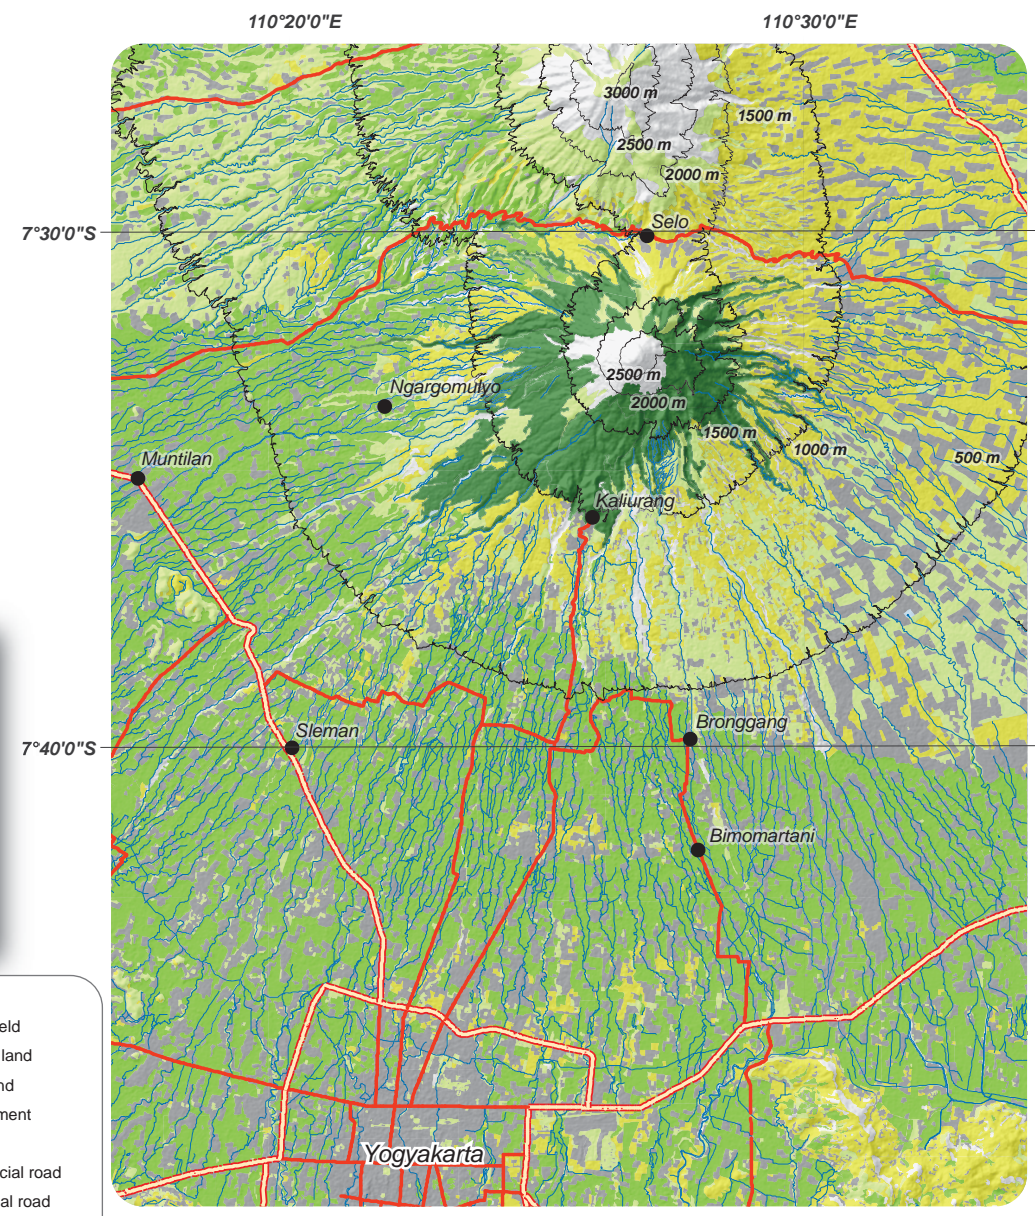 110°20'0"E
110°30'0"E
3000 m
1500 m
2500 m
2000 m
Selo
7°30'0"S
2500 m
Ngargomulyo
2000 m
1500 m
1000 m
500 m
Muntilan
Kaliurang
Bronggang
Sleman
7°40'0"S
Bimomartani
eld
land
nd
ment
cial road
al road
Yogyakarta